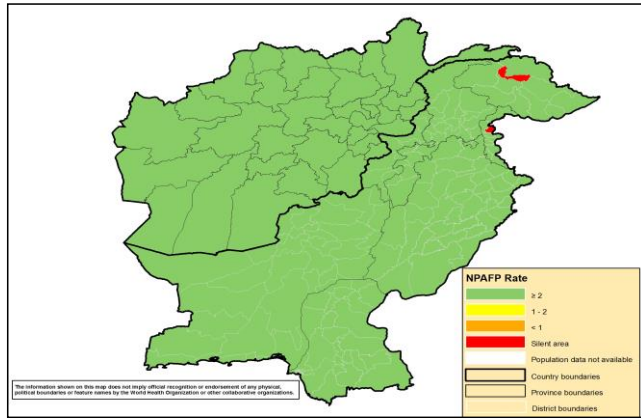 NPAFP Rate
≥ 2
1 - 2
< 1
Silent area
Population data not available
Country boundaries
Province boundaries
District boundaries
The information shown on this map does not imply official recognition or endorsement of any physical,
political boundaries or feature names by the World Health Organization or other collaborative organizations.